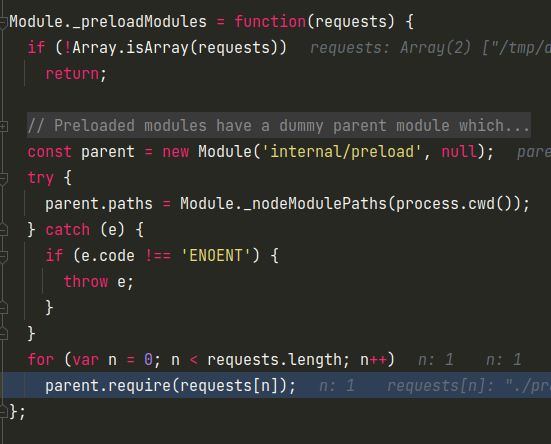 Module._preloadModules = function(requests) {
if (!Array.isArray(requests)) requests: Array(2) ["/tmp/
return;
// Preloaded modules have a dummy parent module which...
const parent = new Module('internal/preload', null); pare
try {
parent.paths = Module._nodeModulePaths(process.cwd());
} catch (e) {
if (e.code !== 'ENOENT') {
throw e;
}
}
for (var n = 0; n < requests.length; n++) n: 1 n: 1
parent.require(requests[n]); n: 1 requests[n]: "./pr
};